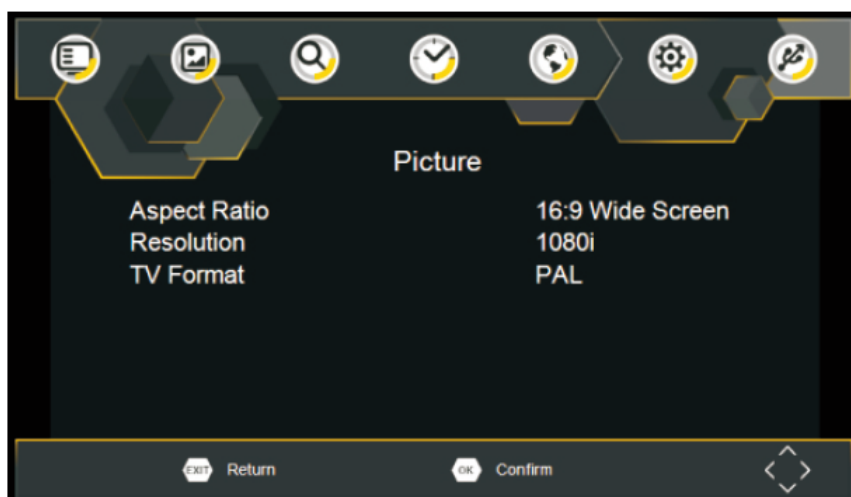 Picture
Aspect Ratio 16:9 Wide Screen
Resolution 1080i
TV Format PAL
EXIT Return OK Confirm